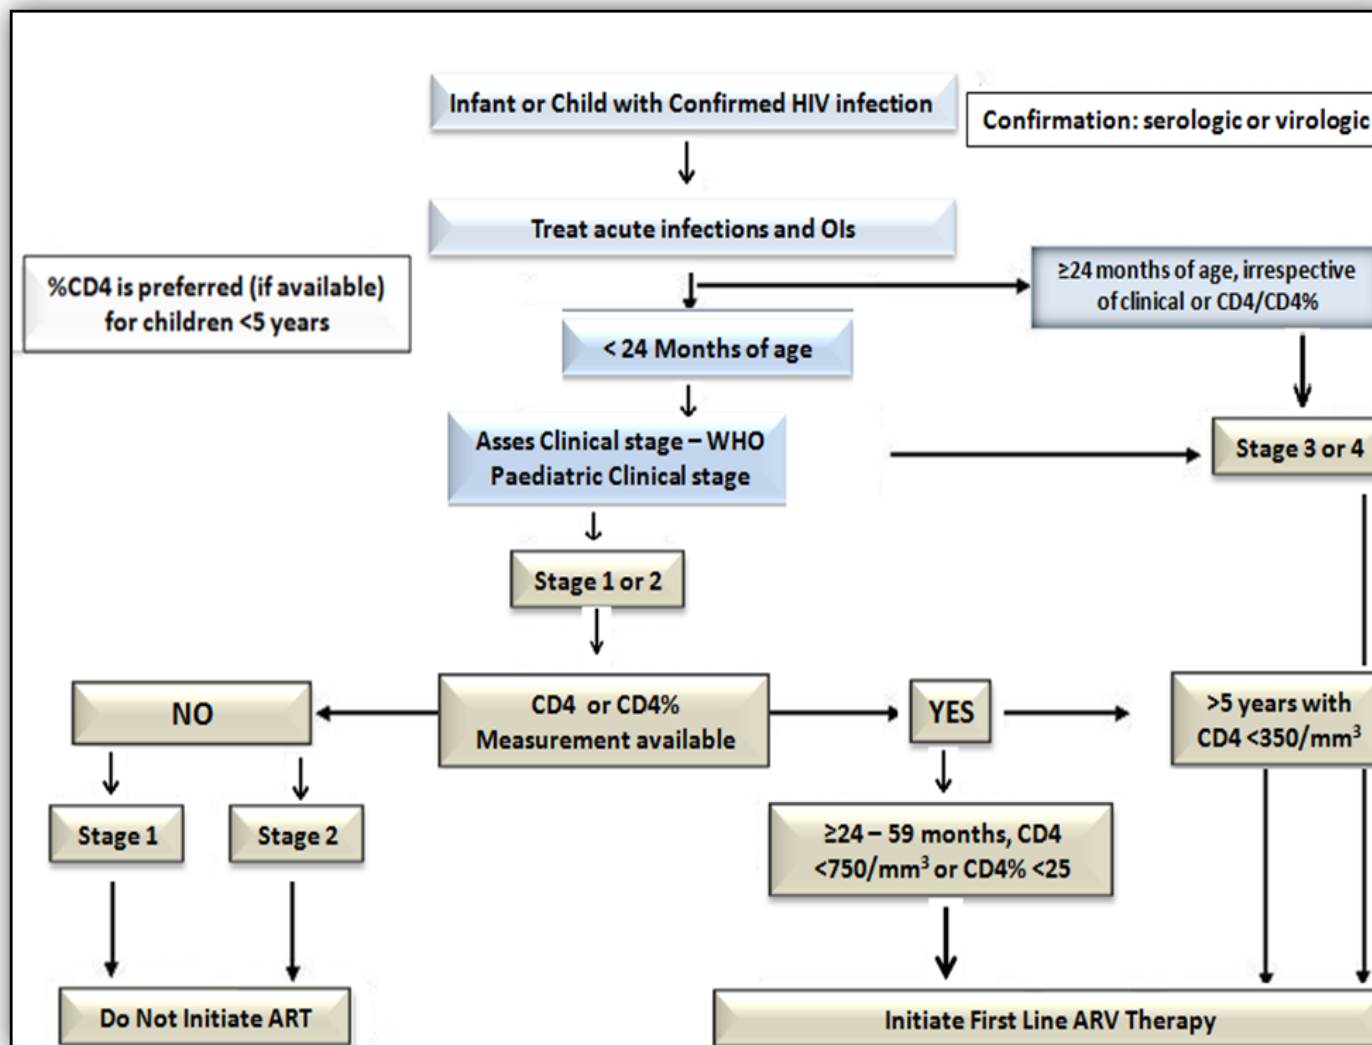 Infant or Child with Confirmed HIV infection
Confirmation: serologic or virologic
Treat acute infections and OIs
%CD4 is preferred (if available)
for children <5 years
≥24 months of age, irrespective
of clinical or CD4/CD4%
< 24 Months of age
Asses Clinical stage – WHO
Paediatric Clinical stage
Stage 3 or 4
Stage 1 or 2
NO
CD4 or CD4%
Measurement available
YES
>5 years with
CD4 <350/mm³
Stage 1
Stage 2
≥24 – 59 months, CD4
<750/mm³ or CD4% <25
Do Not Initiate ART
Initiate First Line ARV Therapy